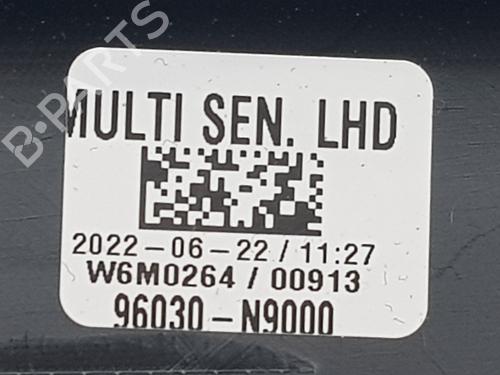 MULTI SEN. LHD
2022-06-22/11:27
W6M0264/00913
96030-N9000
B-PARTS